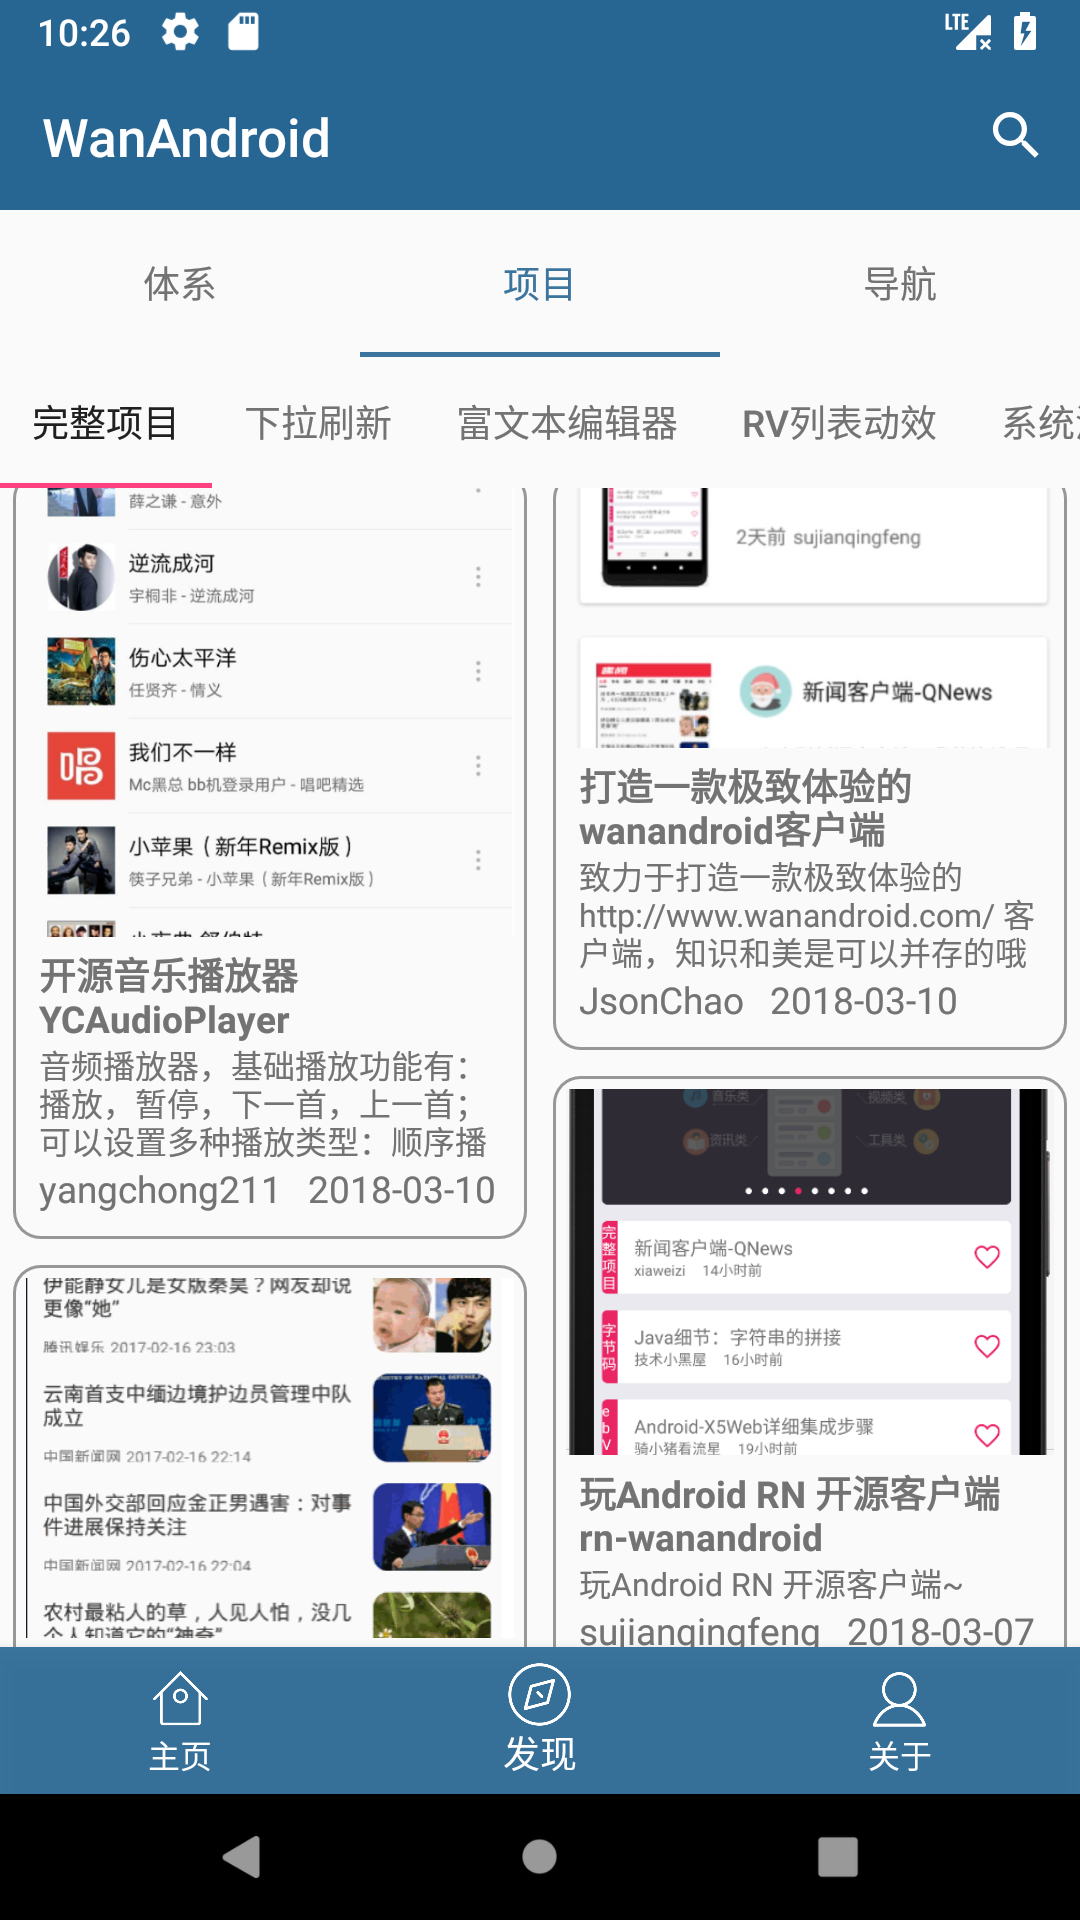 10:26
LTE
WanAndroid
体系
项目
导航
完整项目
下拉刷新
富文本编辑器
RV列表动效
薛之谦 - 意外
逆流成河
宇桐非 - 逆流成河
伤心太平洋
任贤齐 - 情义
我们不一样
Mc黑总 bb机登录用户 - 唱吧精选
小苹果（新年Remix版）
筷子兄弟 - 小苹果（新年Remix版）
开源音乐播放器
YCAudioPlayer
音频播放器，基础播放功能有：
播放，暂停，下一首，上一首；
可以设置多种播放类型：顺序播
yangchong211 2018-03-10
伊能静女儿是女版秦昊？网友却说
更像“她”
腾讯娱乐 2017-02-16 23:03
云南首支中缅边境护边员管理中队
成立
中国新闻网 2017-02-16 22:14
中国外交部回应金正男遇害：对事
件进展保持关注
中国新闻网 2017-02-16 22:04
农村最粘人的草，人见人怕，没几
个人知道它的“神奇”
2天前 sujianqingfeng
新闻客户端-QNews
打造一款极致体验的
wanandroid客户端
致力于打造一款极致体验的
http://www.wanandroid.com/ 客
户端，知识和美是可以并存的哦
JsonChao 2018-03-10
音乐类
视频类
资讯类
工具类
完整项目
新闻客户端-QNews
xiaweizi 14小时前
字节码
Java细节：字符串的拼接
技术小黑屋 16小时前
ebV
Android-X5Web详细集成步骤
骑小猪看流星 19小时前
玩Android RN 开源客户端
rn-wanandroid
玩Android RN 开源客户端~
sujianqingfeng 2018-03-07
主页
发现
关于